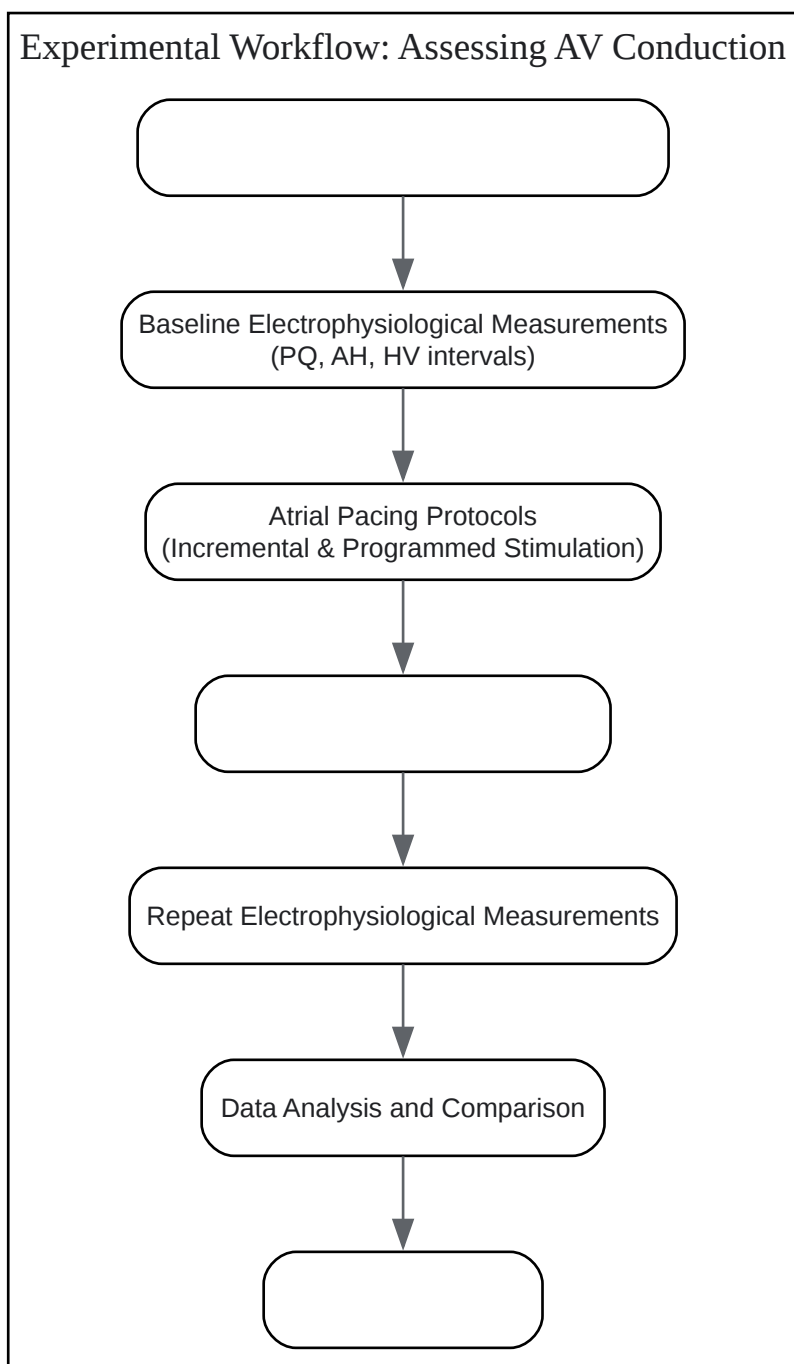 Experimental Workflow: Assessing AV Conduction
Baseline Electrophysiological Measurements
(PQ, AH, HV intervals)
Atrial Pacing Protocols
(Incremental & Programmed Stimulation)
Repeat Electrophysiological Measurements
Data Analysis and Comparison